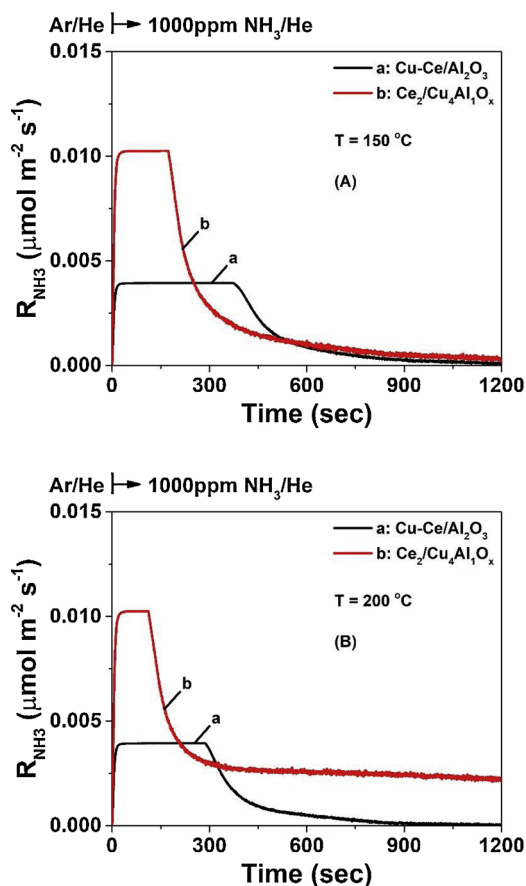 Ar/He → 1000ppm NH₃/He
0.015
a: Cu-Ce/Al₂O₃
b: Ce₂/Cu₄Al₁Oₓ
0.010
T = 150 °C
(A)
b
a
0.005
0.000
R_NH3 (μmol m⁻² s⁻¹)
0 300 600 900 1200
Time (sec)
Ar/He → 1000ppm NH₃/He
0.015
a: Cu-Ce/Al₂O₃
b: Ce₂/Cu₄Al₁Oₓ
T = 200 °C
0.010
(B)
b
a
0.005
0.000
R_NH3 (μmol m⁻² s⁻¹)
0 300 600 900 1200
Time (sec)